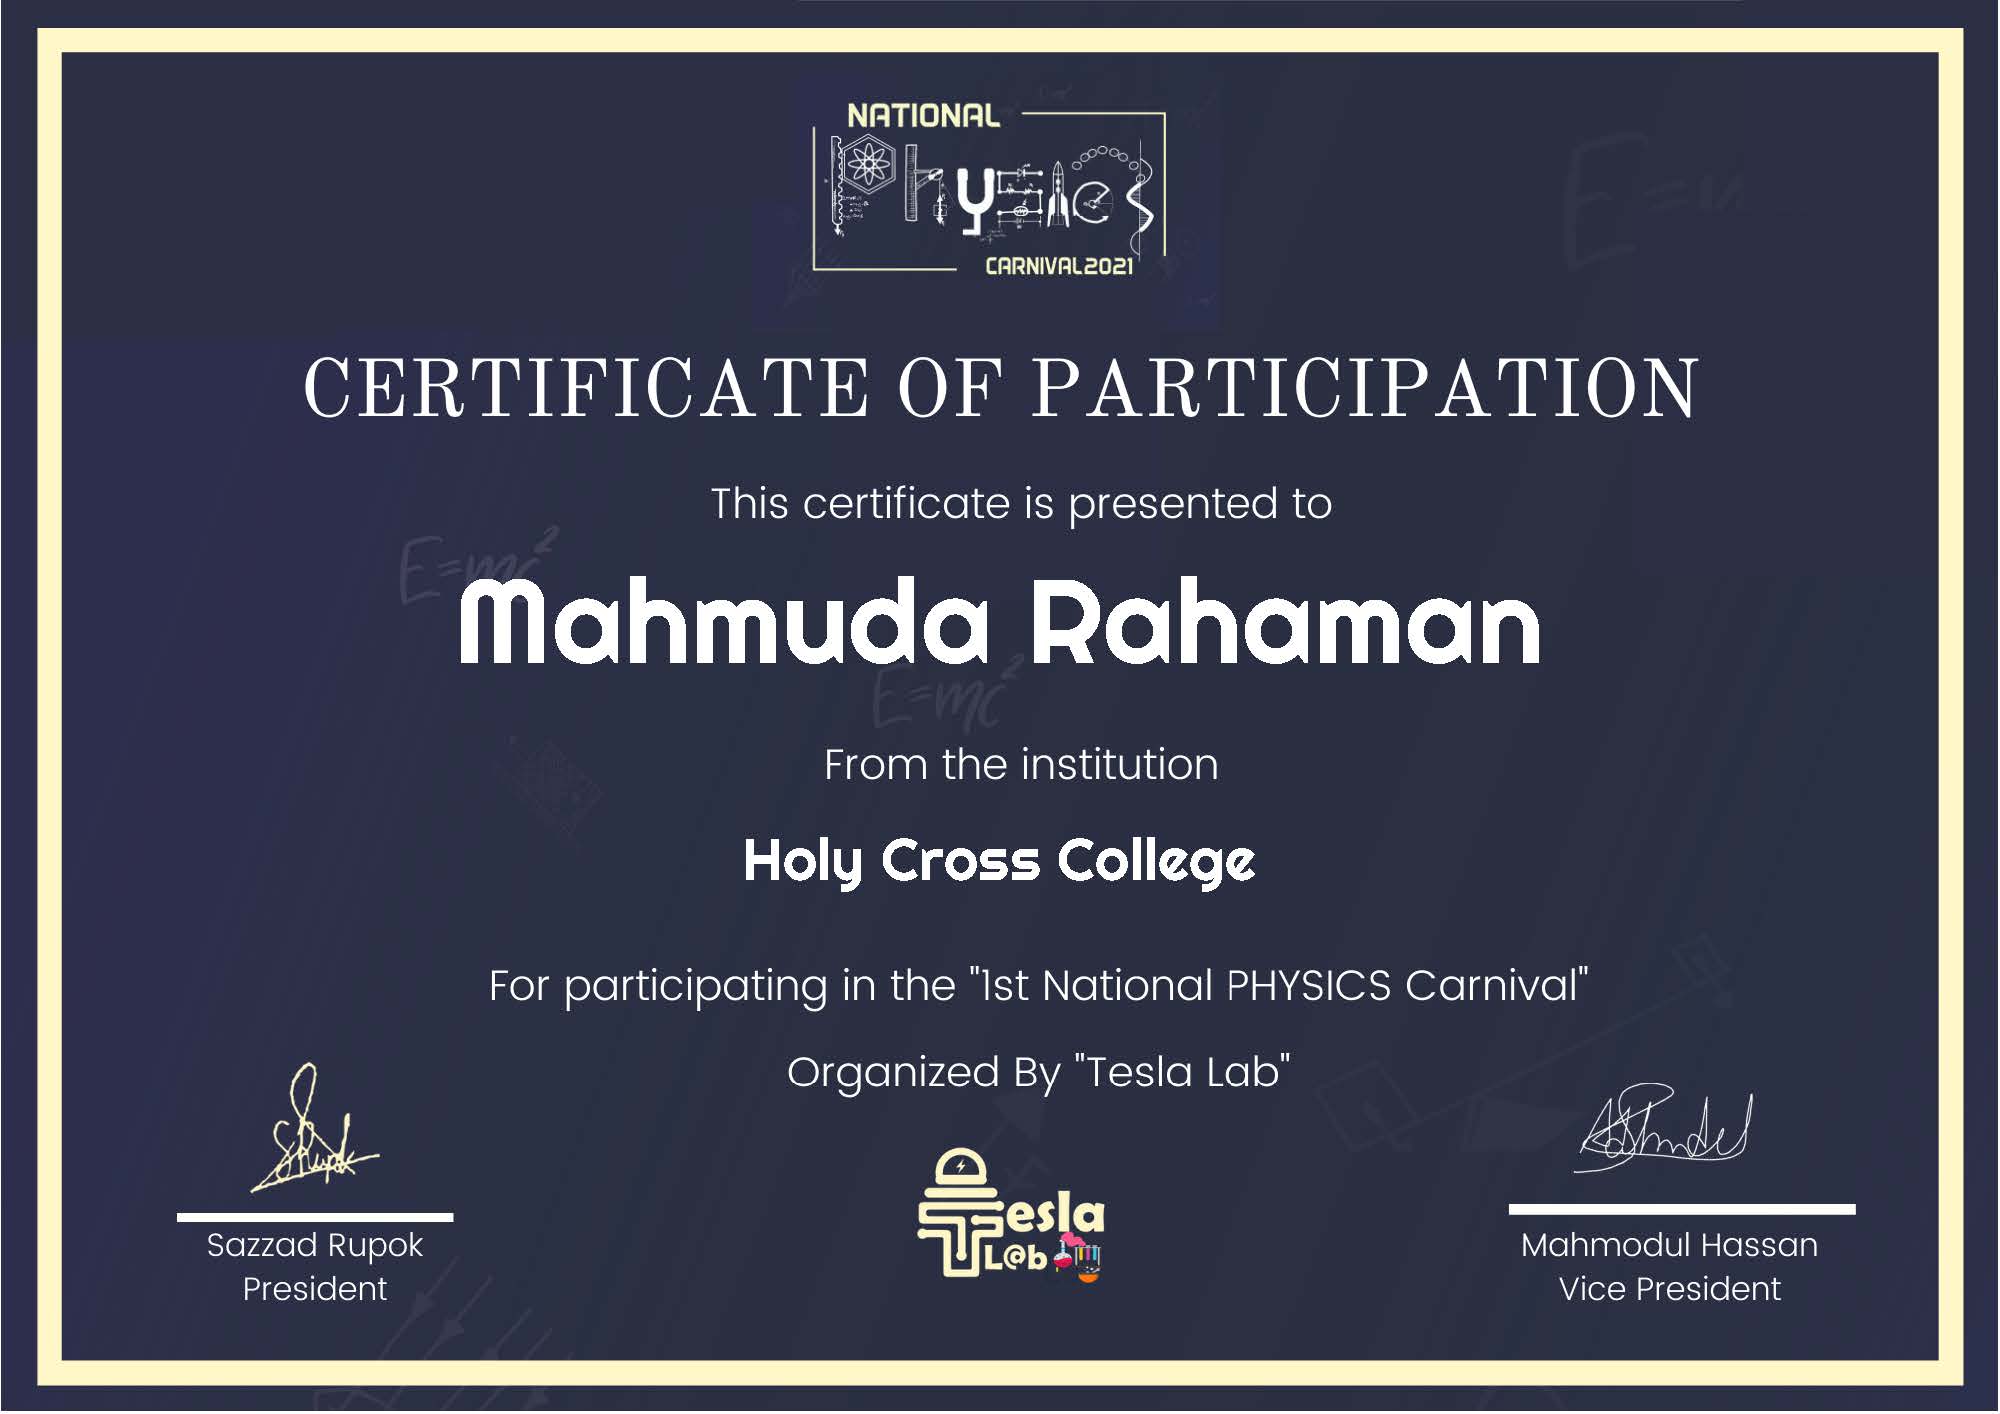 NATIONAL
Physics
CARNIVAL2021
CERTIFICATE OF PARTICIPATION
This certificate is presented to
E=mc²
Mahmuda Rahaman
E=mc²
From the institution
Holy Cross College
For participating in the "1st National PHYSICS Carnival"
Organized By "Tesla Lab"
Tesla
L@b
Sazzad Rupok
President
Mahmodul Hassan
Vice President